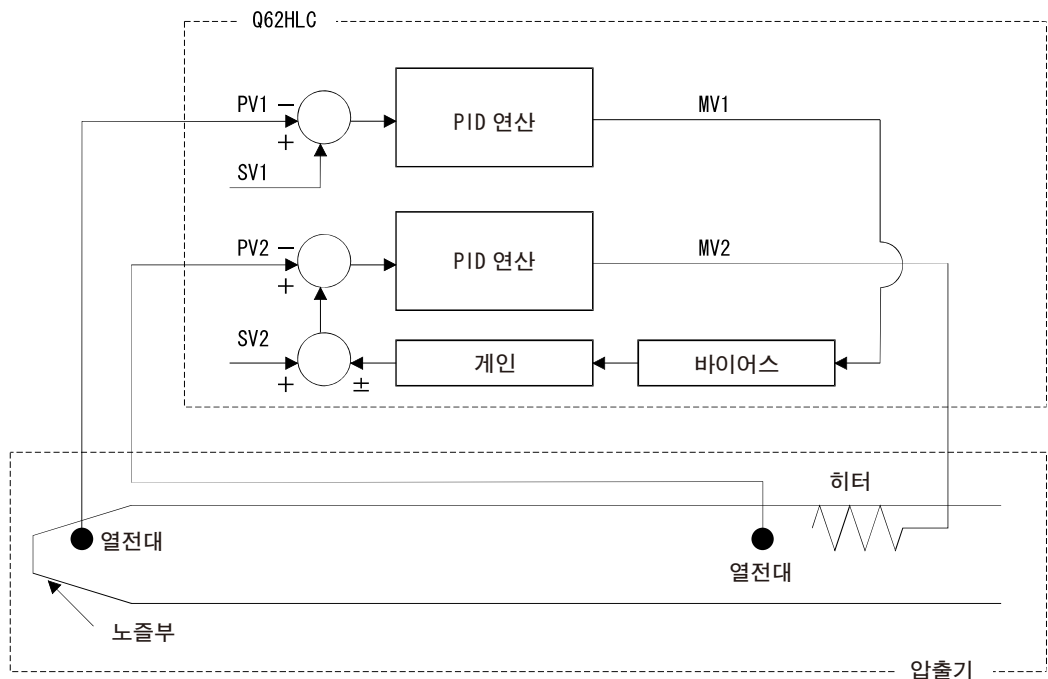 Q62HLC
PV1
−
+
SV1
PID 연산
MV1
PV2
−
+
PID 연산
MV2
SV2
+
±
게인
바이어스
히터
열전대
열전대
노즐부
압출기